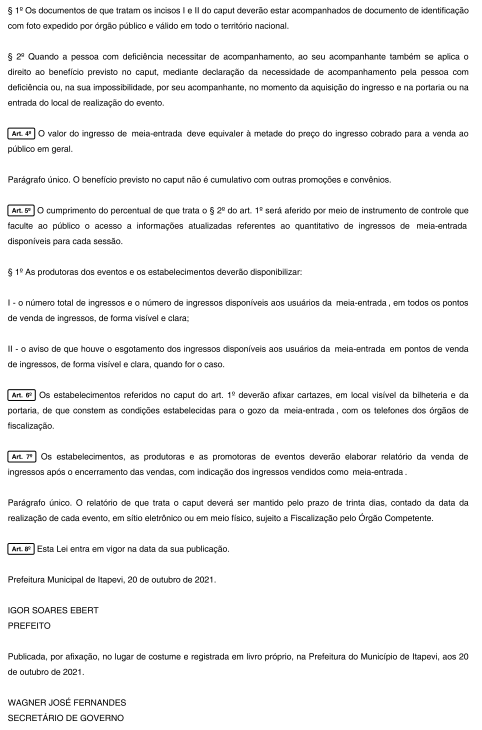 § 1º Os documentos de que tratam os incisos I e II do caput deverão estar acompanhados de documento de identificação
com foto expedido por órgão público e válido em todo o território nacional.
§ 2º Quando a pessoa com deficiência necessitar de acompanhamento, ao seu acompanhante também se aplica o
direito ao benefício previsto no caput, mediante declaração da necessidade de acompanhamento pela pessoa com
deficiência ou, na sua impossibilidade, por seu acompanhante, no momento da aquisição do ingresso e na portaria ou na
entrada do local de realização do evento.
Art. 4º O valor do ingresso de meia-entrada deve equivaler à metade do preço do ingresso cobrado para a venda ao
público em geral.
Parágrafo único. O benefício previsto no caput não é cumulativo com outras promoções e convênios.
Art. 5º O cumprimento do percentual de que trata o § 2º do art. 1º será aferido por meio de instrumento de controle que
faculte ao público o acesso a informações atualizadas referentes ao quantitativo de ingressos de meia-entrada
disponíveis para cada sessão.
§ 1º As produtoras dos eventos e os estabelecimentos deverão disponibilizar:
I - o número total de ingressos e o número de ingressos disponíveis aos usuários da meia-entrada , em todos os pontos
de venda de ingressos, de forma visível e clara;
II - o aviso de que houve o esgotamento dos ingressos disponíveis aos usuários da meia-entrada em pontos de venda
de ingressos, de forma visível e clara, quando for o caso.
Art. 6º Os estabelecimentos referidos no caput do art. 1º deverão afixar cartazes, em local visível da bilheteria e da
portaria, de que constem as condições estabelecidas para o gozo da meia-entrada , com os telefones dos órgãos de
fiscalização.
Art. 7º Os estabelecimentos, as produtoras e as promotoras de eventos deverão elaborar relatório da venda de
ingressos após o encerramento das vendas, com indicação dos ingressos vendidos como meia-entrada .
Parágrafo único. O relatório de que trata o caput deverá ser mantido pelo prazo de trinta dias, contado da data da
realização de cada evento, em sítio eletrônico ou em meio físico, sujeito a Fiscalização pelo Órgão Competente.
Art. 8º Esta Lei entra em vigor na data da sua publicação.
Prefeitura Municipal de Itapevi, 20 de outubro de 2021.
IGOR SOARES EBERT
PREFEITO
Publicada, por afixação, no lugar de costume e registrada em livro próprio, na Prefeitura do Município de Itapevi, aos 20
de outubro de 2021.
WAGNER JOSÉ FERNANDES
SECRETÁRIO DE GOVERNO